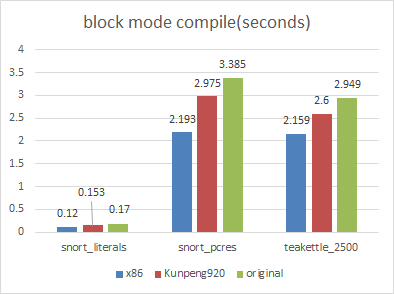 block mode compile(seconds)
4
3.5
3
2.5
2
1.5
1
0.5
0
0.12
0.153
0.17
2.193
2.975
3.385
2.159
2.6
2.949
snort_literals
snort_pcres
teakettle_2500
x86
Kunpeng920
original